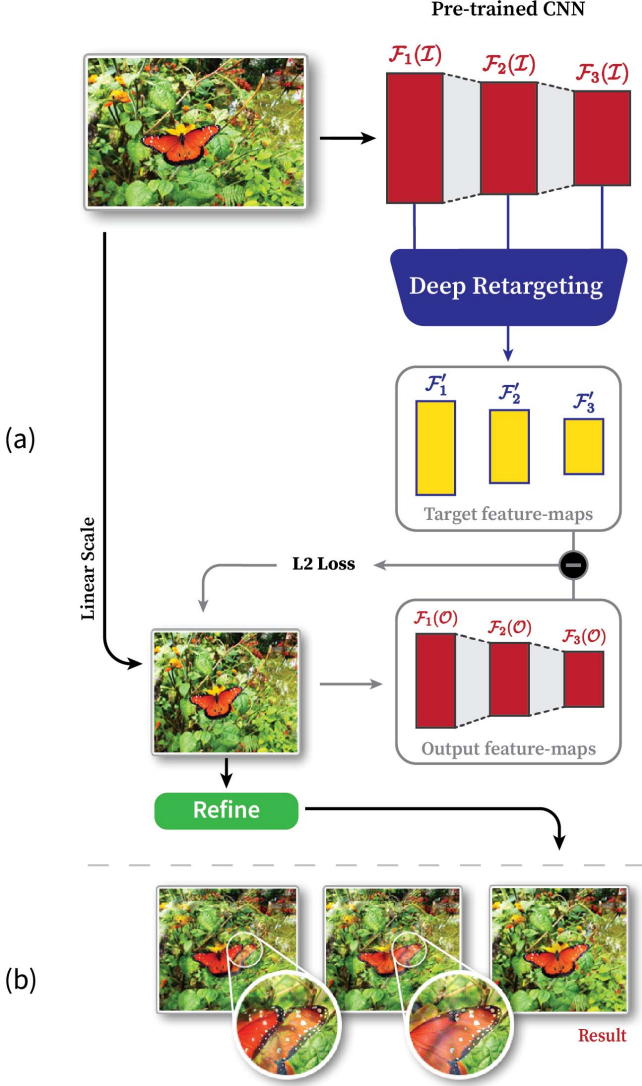 Pre-trained CNN
F₁(I) F₂(I) F₃(I)
Deep Retargeting
F′₁ F′₂ F′₃
Target feature-maps
(a)
Linear Scale
L2 Loss
−
F₁(O) F₂(O) F₃(O)
Output feature-maps
Refine
(b)
Result